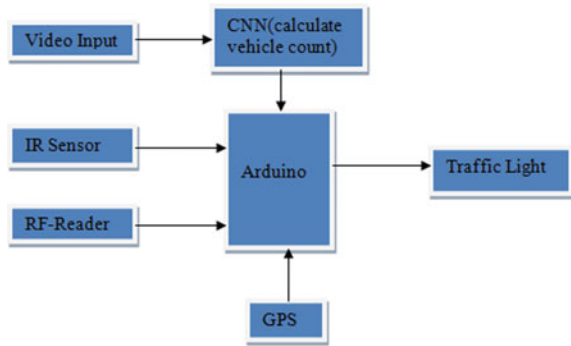 Video Input
CNN(calculate
vehicle count)
IR Sensor
Arduino
Traffic Light
RF-Reader
GPS